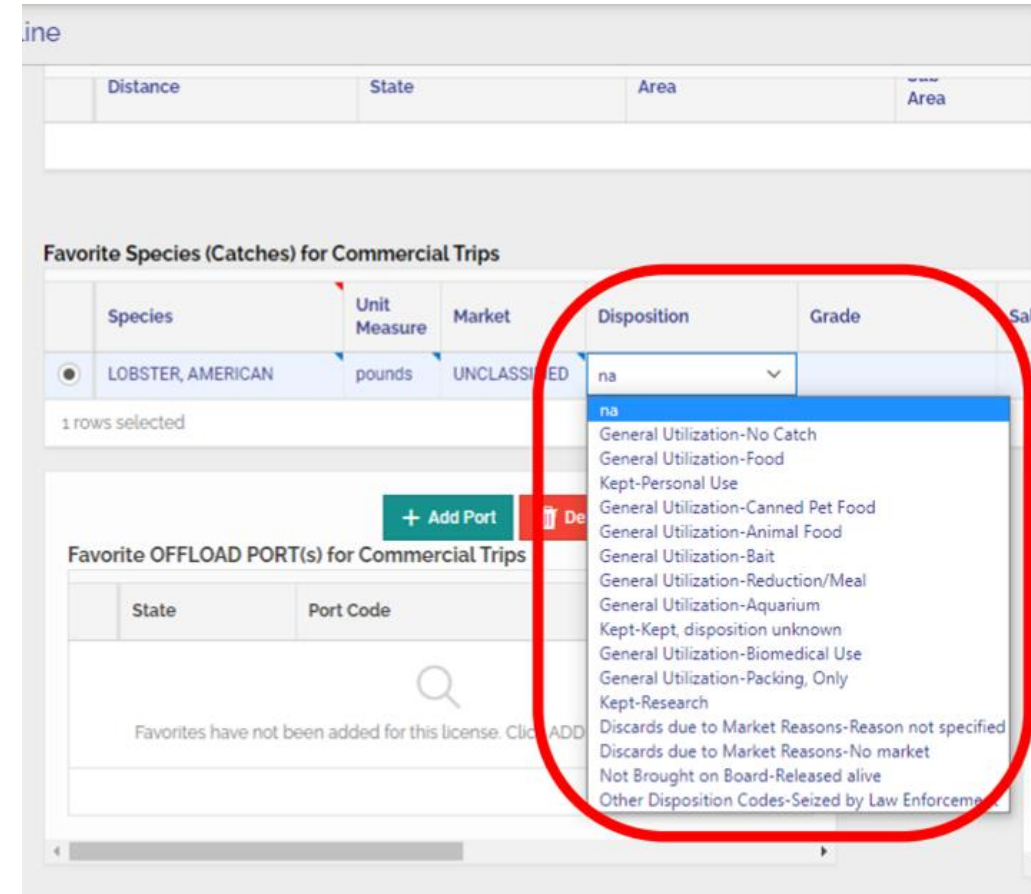 ine
Distance State Area Area
Favorite Species (Catches) for Commercial Trips
Species Unit Measure Market Disposition Grade Sal
LOBSTER, AMERICAN pounds UNCLASSIFIED na
1 rows selected
na
General Utilization-No Catch
General Utilization-Food
Kept-Personal Use
General Utilization-Canned Pet Food
General Utilization-Animal Food
General Utilization-Bait
General Utilization-Reduction/Meal
General Utilization-Aquarium
Kept-Kept, disposition unknown
General Utilization-Biomedical Use
General Utilization-Packing, Only
Kept-Research
Discards due to Market Reasons-Reason not specified
Discards due to Market Reasons-No market
Not Brought on Board-Released alive
Other Disposition Codes-Seized by Law Enforcement
+ Add Port De
Favorite OFFLOAD PORT(s) for Commercial Trips
State Port Code
Favorites have not been added for this license. Click ADD